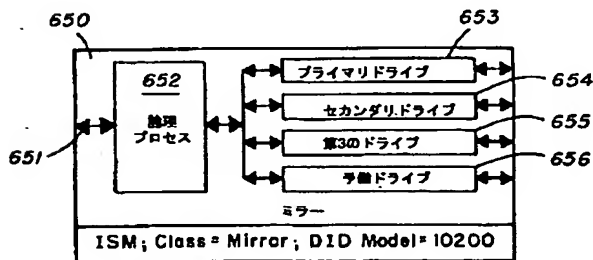 650
653
652
論理
プロセス
プライマリドライブ
654
セカンダリ.ドライブ
655
第3のドライブ
651
656
予備ドライブ
ミラー
ISM; Class = Mirror; DID Model = 10200